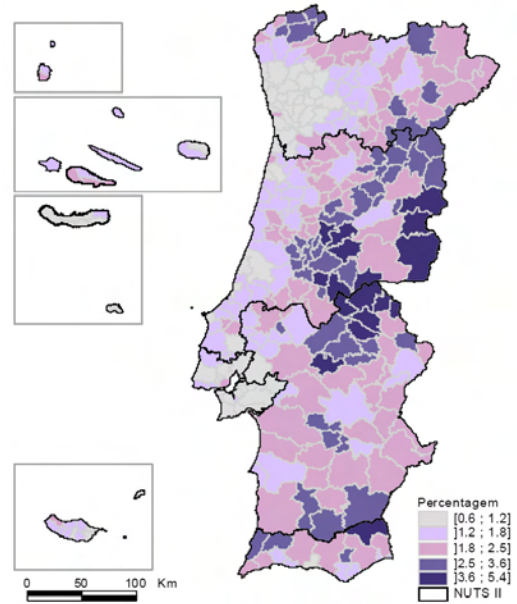 Percentagem
[0.6 ; 1.2]
]1.2 ; 1.8]
]1.8 ; 2.5]
]2.5 ; 3.6]
]3.6 ; 5.4]
NUTS II
0 50 100 Km